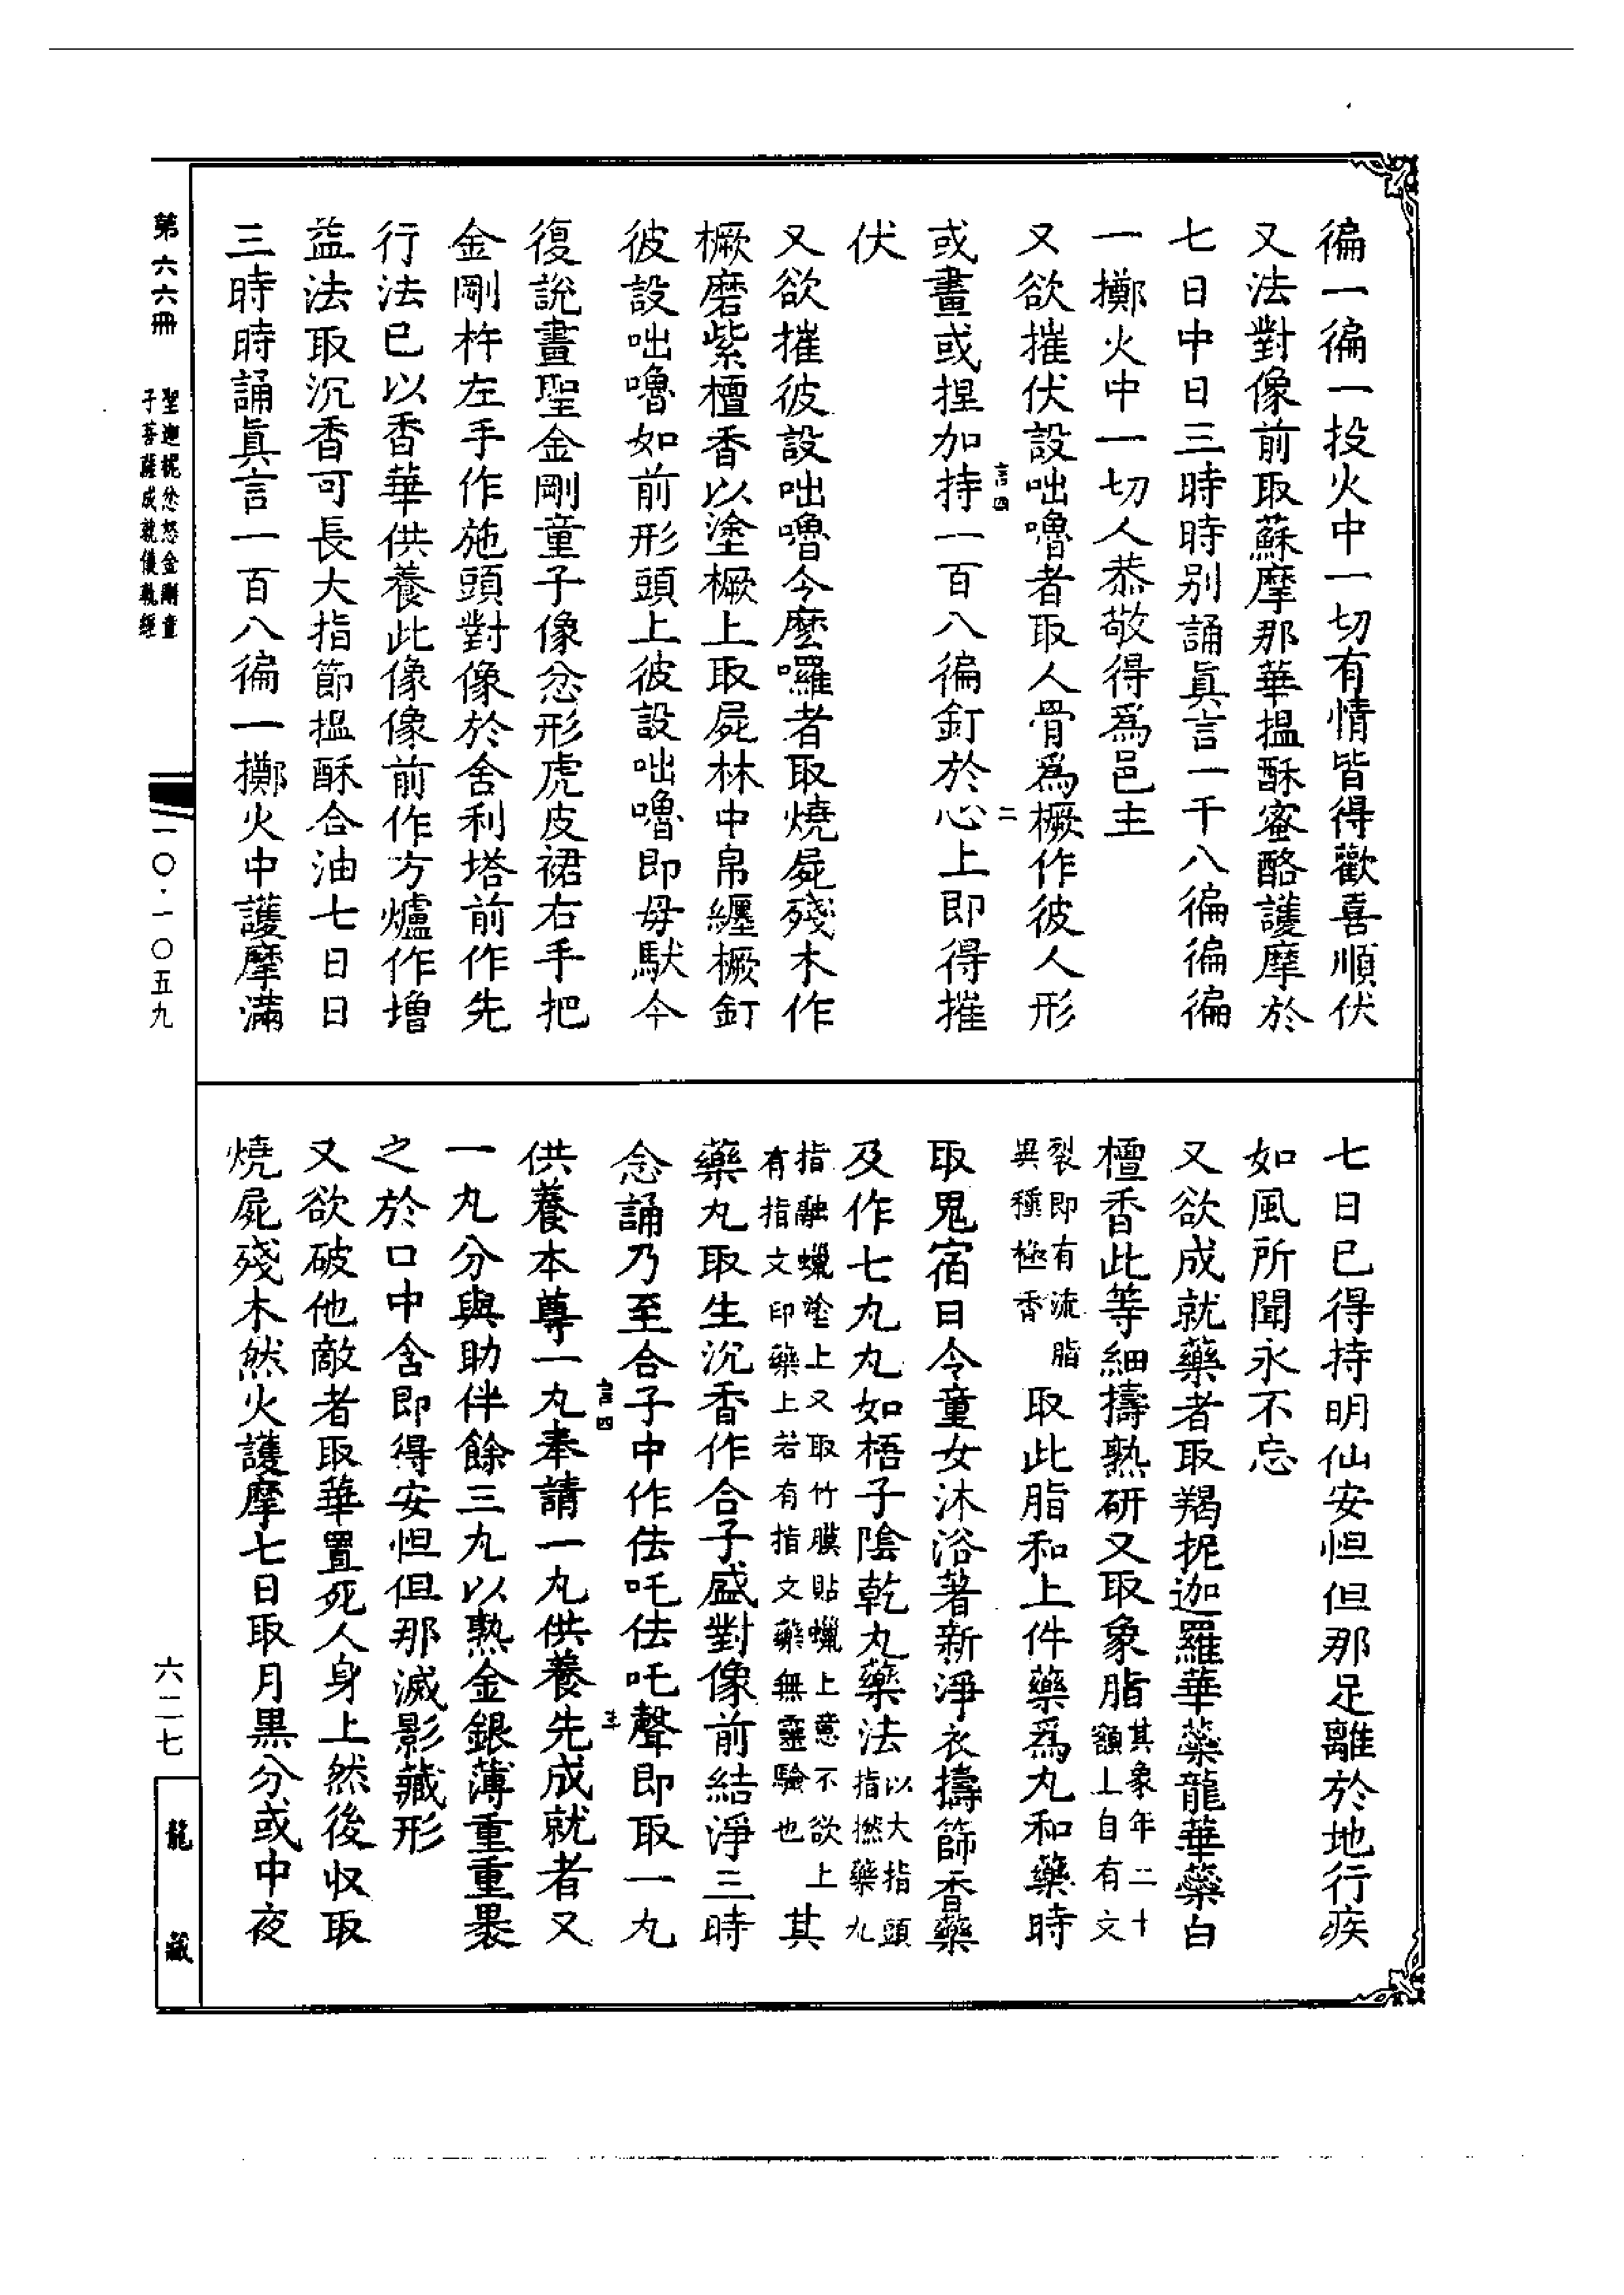 徧一徧一投火中一切有情皆得歡喜順伏
又法對像前取蘇摩那華搵酥蜜酪護摩於
七日中日三時時别誦眞言一千八徧徧徧
一擲火中一切人恭敬得爲邑主
又欲摧伏設咄嚕者取人骨爲橛作彼人形
或畫或捏加持一百八徧釘於心上即得摧
伏
又欲摧彼設咄嚕令麽囉者取燒屍殘木作
橛磨紫檀香以塗橛上取屍林中帛纏橛釘
彼設咄嚕如前形頭上彼設咄嚕即毋馱今
復說畫聖金剛童子像忿形虎皮裙右手把
金剛杵左手作施頭對像於舍利塔前作先
行法已以香華供養此像像前作方爐作增
益法取沉香可長大指節搵酥合油七日日
三時時誦眞言一百八徧一擲火中護摩滿
言四
二
七日已得持明仙安怛但那足離於地行疾
如風所聞永不忘
又欲成就藥者取羯抳迦羅華蘂龍華藥白
檀香此等細擣熟研又取象脂其象年二十額上自有文
裂即有流脂異種極香取此脂和上件藥爲丸和藥時
取鬼宿日令童女沐浴著新淨衣擣篩香藥
及作七丸丸如梧子陰乾丸藥法以大指頭指撚藥丸
指融蠟塗上又取竹膜貼蠟上意不欲上有指文印藥上若有指文藥無靈驗也其
藥丸取生沉香作合子盛對像前結淨三時
念誦乃至合子中作佉吒佉吒聲即取一丸
供養本尊一丸奉請一丸供養先成就者又
一丸分與助伴餘三丸以熟金銀薄重重裹
之於口中含即得安怛但那滅影藏形
又欲破他敵者取華置死人身上然後収取
燒屍殘木然火護摩七日取月黒分或中夜
言四
第六六冊
聖迦抳忿怒金剛童
子菩薩成就儀軌經
一〇·一〇五九
六二七
龍藏